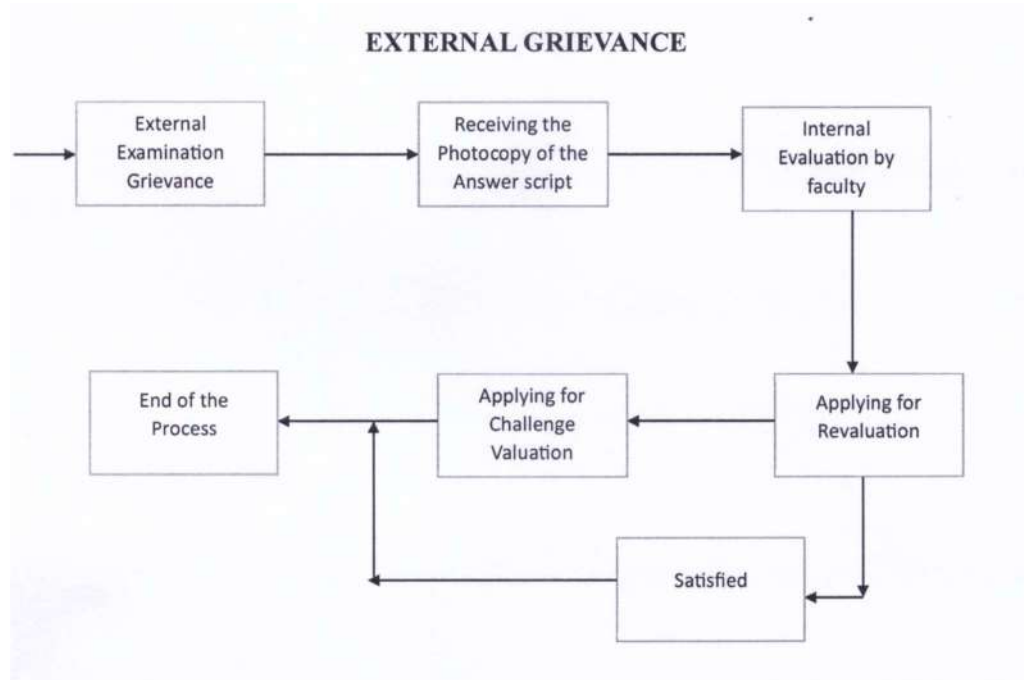 EXTERNAL GRIEVANCE
External
Examination
Grievance
Receiving the
Photocopy of the
Answer script
Internal
Evaluation by
faculty
Applying for
Revaluation
Applying for
Challenge
Valuation
End of the
Process
Satisfied